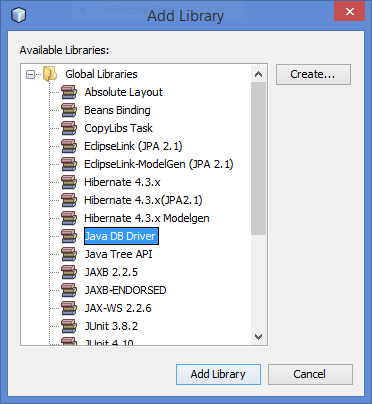 Add Library
Available Libraries:
Global Libraries
Create...
Absolute Layout
Beans Binding
CopyLibs Task
EclipseLink (JPA 2.1)
EclipseLink-ModelGen (JPA 2.1)
Hibernate 4.3.x
Hibernate 4.3.x(JPA2.1)
Hibernate 4.3.x Modelgen
Java DB Driver
Java Tree API
JAXB 2.2.5
JAXB-ENDORSED
JAX-WS 2.2.6
JUnit 3.8.2
JUnit 4.10
Add Library
Cancel